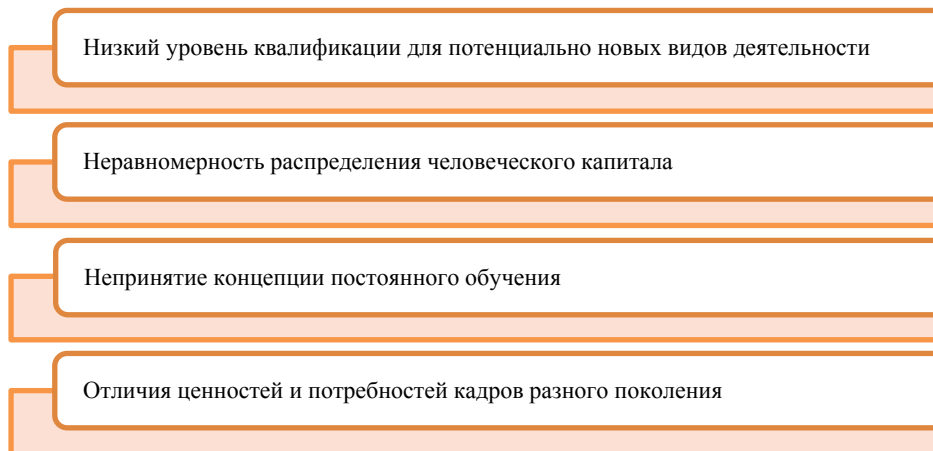 Низкий уровень квалификации для потенциально новых видов деятельности
Неравномерность распределения человеческого капитала
Непринятие концепции постоянного обучения
Отличия ценностей и потребностей кадров разного поколения